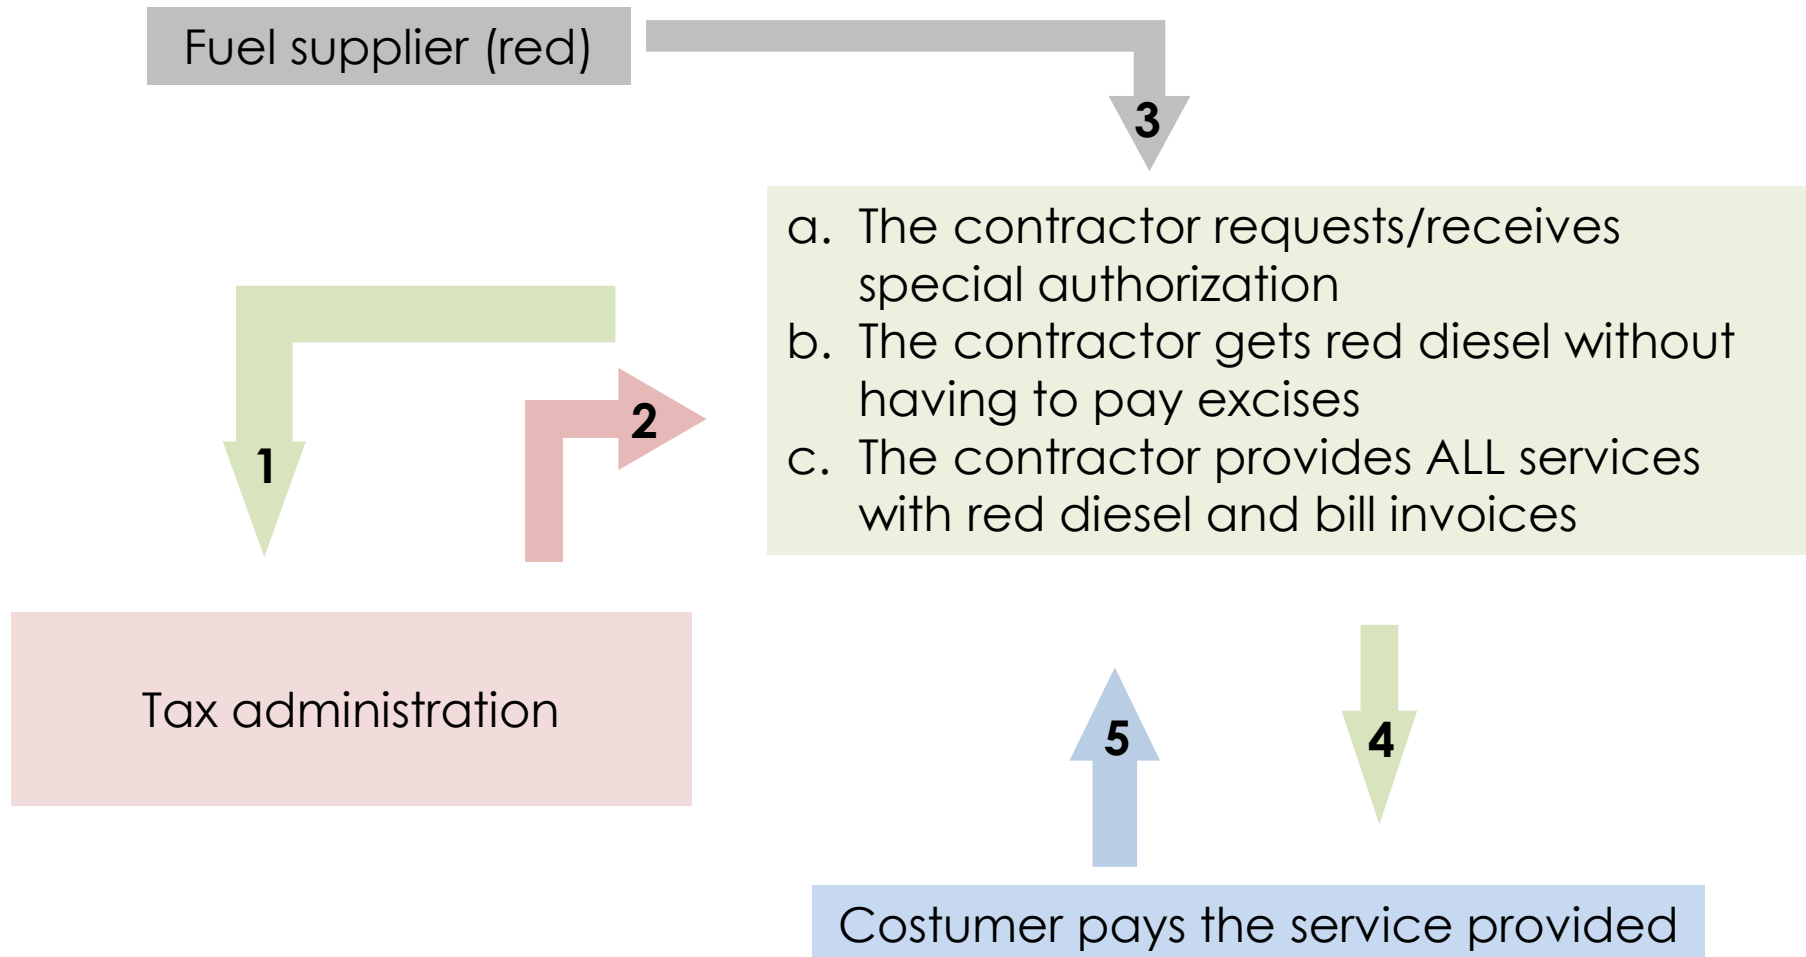 Fuel supplier (red)
3
a. The contractor requests/receives
special authorization
b. The contractor gets red diesel without
having to pay excises
c. The contractor provides ALL services
with red diesel and bill invoices
2
1
Tax administration
5
4
Costumer pays the service provided